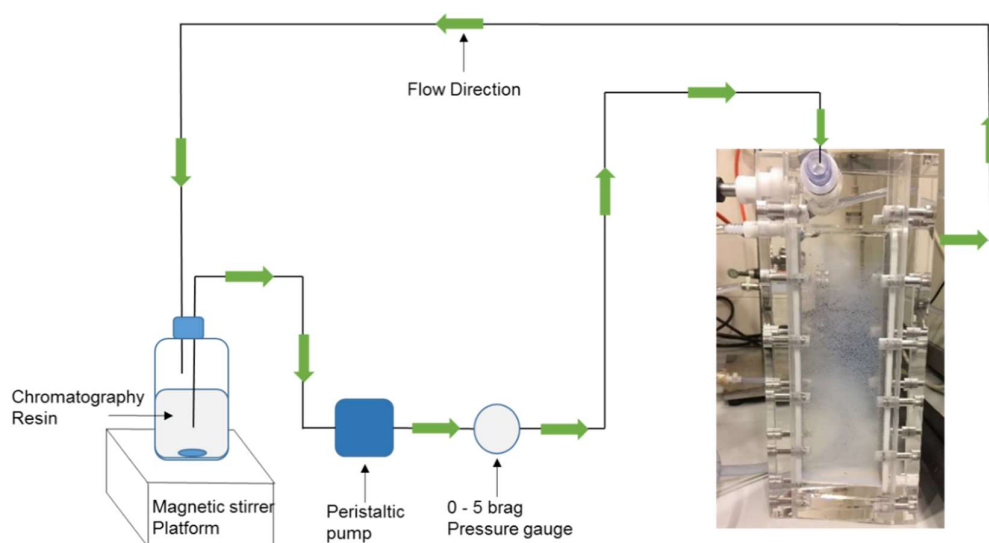 Flow Direction
Chromatography
Resin
Magnetic stirrer
Platform
Peristaltic
pump
0 - 5 brag
Pressure gauge